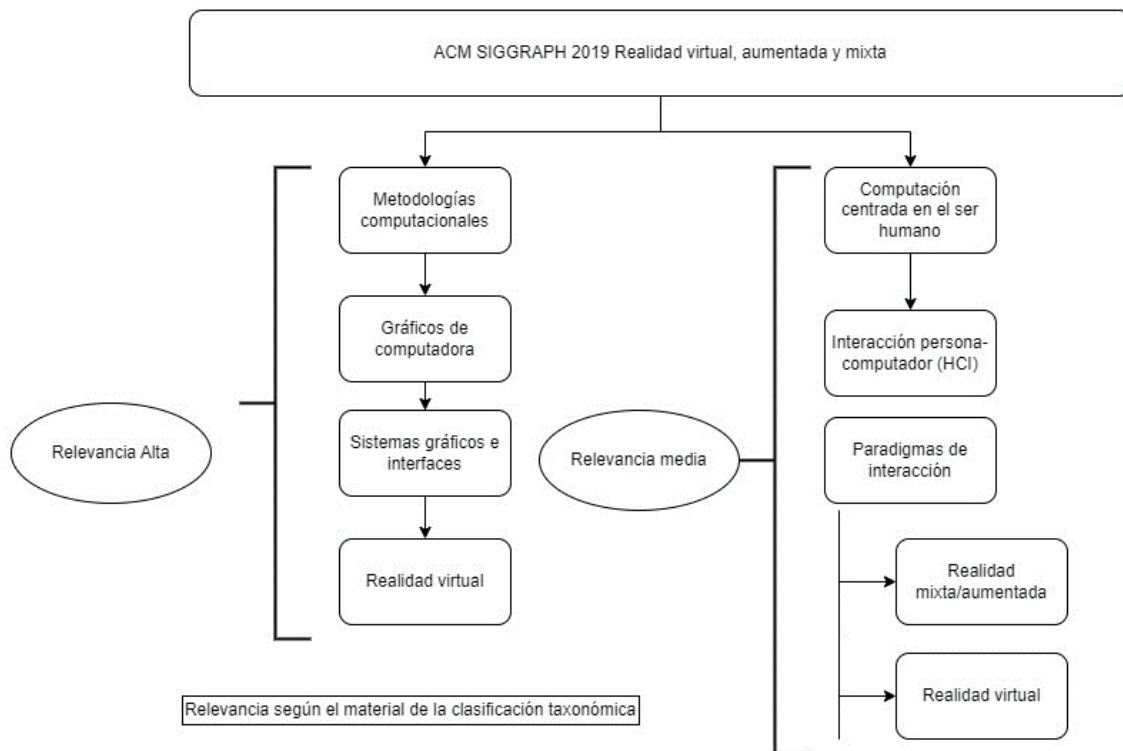 ACM SIGGRAPH 2019 Realidad virtual, aumentada y mixta
Metodologías
computacionales
Gráficos de
computadora
Sistemas gráficos e
interfaces
Realidad virtual
Relevancia Alta
Computación
centrada en el ser
humano
Interacción persona-
computador (HCI)
Paradigmas de
interacción
Realidad
mixta/aumentada
Realidad virtual
Relevancia media
Relevancia según el material de la clasificación taxonómica